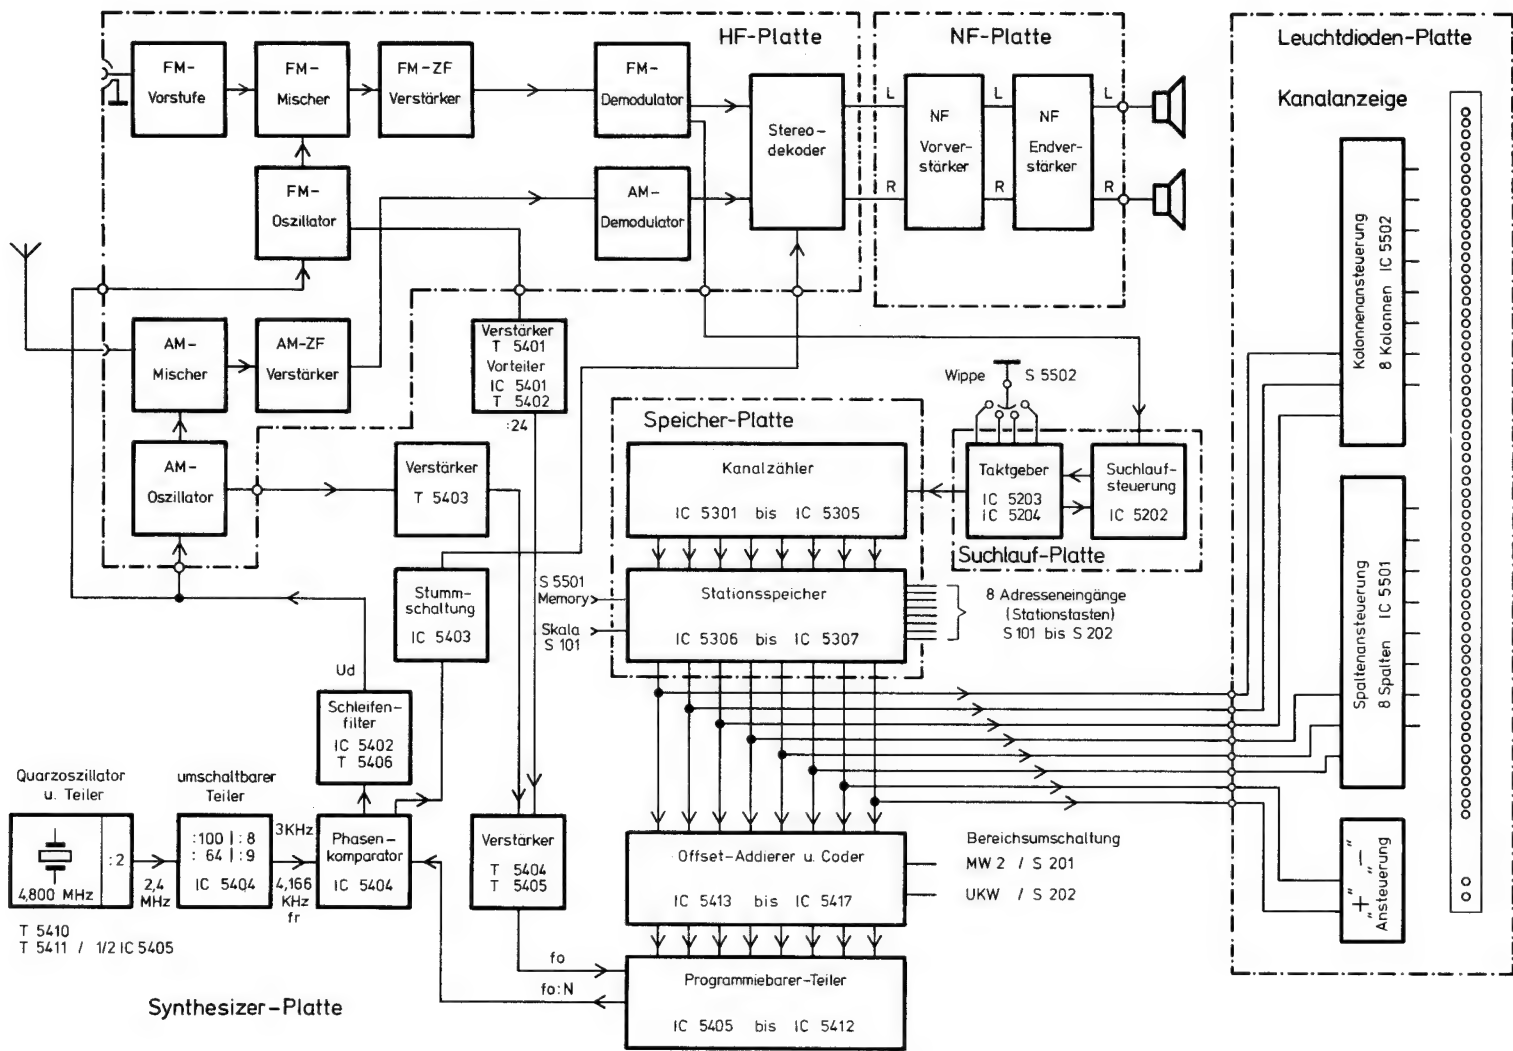 HF-Platte
NF-Platte
Leuchtdioden-Platte
FM-
Vorstufe
FM-
Mischer
FM-ZF
Verstärker
FM-
Demodulator
Stereo-
dekoder
L
R
NF
Vorver-
stärker
L
R
NF
Endver-
stärker
L
R
Kanalanzeige
FM-
Oszillator
AM-
Demodulator
Kolonnenansteuerung
8 Kolonnen IC 5502
AM-
Mischer
AM-ZF
Verstärker
Verstärker
T 5401
Vorteiler
IC 5401
T 5402
:24
Wippe
S 5502
Speicher-Platte
AM-
Oszillator
Verstärker
T 5403
Kanalzähler
IC 5301 bis IC 5305
Taktgeber
IC 5203
IC 5204
Suchlauf-
steuerung
IC 5202
Suchlauf-Platte
Spaltenansteuerung
8 Spalten IC 5501
Stumm-
schaltung
IC 5403
S 5501
Memory
Skala
S 101
Stationsspeicher
IC 5306 bis IC 5307
8 Adresseneingänge
(Stationstasten)
S 101 bis S 202
Ud
Schleifen-
filter
IC 5402
T 5406
Quarzoszillator
u. Teiler
4,800 MHz
:2
2,4
MHz
umschaltbarer
Teiler
:100 | : 8
: 64 | : 9
IC 5404
3KHz
4,166
KHz
fr
Phasen-
komparator
IC 5404
Verstärker
T 5404
T 5405
Offset-Addierer u. Coder
IC 5413 bis IC 5417
Bereichsumschaltung
MW 2 / S 201
UKW / S 202
„+" „-"
Ansteuerung
T 5410
T 5411 / 1/2 IC 5405
fo
fo:N
Programmiebarer-Teiler
IC 5405 bis IC 5412
Synthesizer-Platte